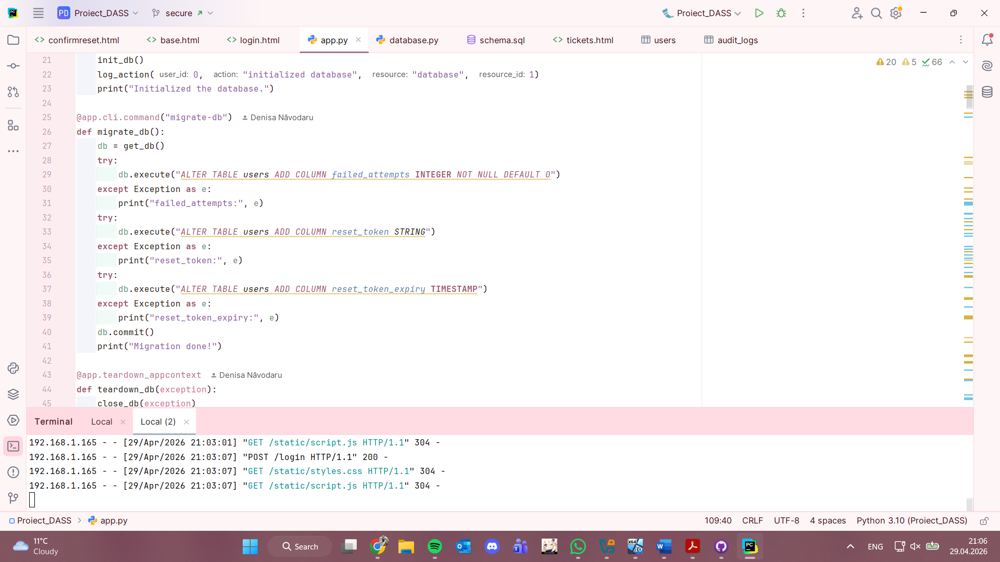 PD Proiect_DASS secure Proiect_DASS
confirmreset.html base.html login.html app.py database.py schema.sql tickets.html users audit_logs
20 5 66
21 init_db()
22 log_action( user_id: 0, action: "initialized database", resource: "database", resource_id: 1)
23 print("Initialized the database.")
24
25 @app.cli.command("migrate-db") Denisa Năvodaru
26 def migrate_db():
27 db = get_db()
28 try:
29 db.execute("ALTER TABLE users ADD COLUMN failed_attempts INTEGER NOT NULL DEFAULT 0")
30 except Exception as e:
31 print("failed_attempts:", e)
32 try:
33 db.execute("ALTER TABLE users ADD COLUMN reset_token STRING")
34 except Exception as e:
35 print("reset_token:", e)
36 try:
37 db.execute("ALTER TABLE users ADD COLUMN reset_token_expiry TIMESTAMP")
38 except Exception as e:
39 print("reset_token_expiry:", e)
40 db.commit()
41 print("Migration done!")
42
43 @app.teardown_appcontext Denisa Năvodaru
44 def teardown_db(exception):
45 close_db(exception)
Terminal Local Local (2)
192.168.1.165 - - [29/Apr/2026 21:03:01] "GET /static/script.js HTTP/1.1" 304 -
192.168.1.165 - - [29/Apr/2026 21:03:07] "POST /login HTTP/1.1" 200 -
192.168.1.165 - - [29/Apr/2026 21:03:07] "GET /static/styles.css HTTP/1.1" 304 -
192.168.1.165 - - [29/Apr/2026 21:03:07] "GET /static/script.js HTTP/1.1" 304 -
Proiect_DASS app.py 109:40 CRLF UTF-8 4 spaces Python 3.10 (Proiect_DASS)
11°C
Cloudy
Search
ENG
21:06
29.04.2026